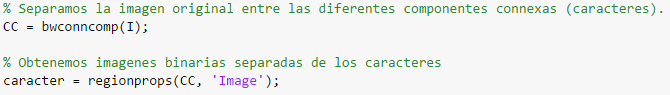 % Separamos la imagen original entre las diferentes componentes connexas (caracteres).
CC = bwconncomp(I);
% Obtenemos imagenes binarias separadas de los caracteres
caracter = regionprops(CC, 'Image');